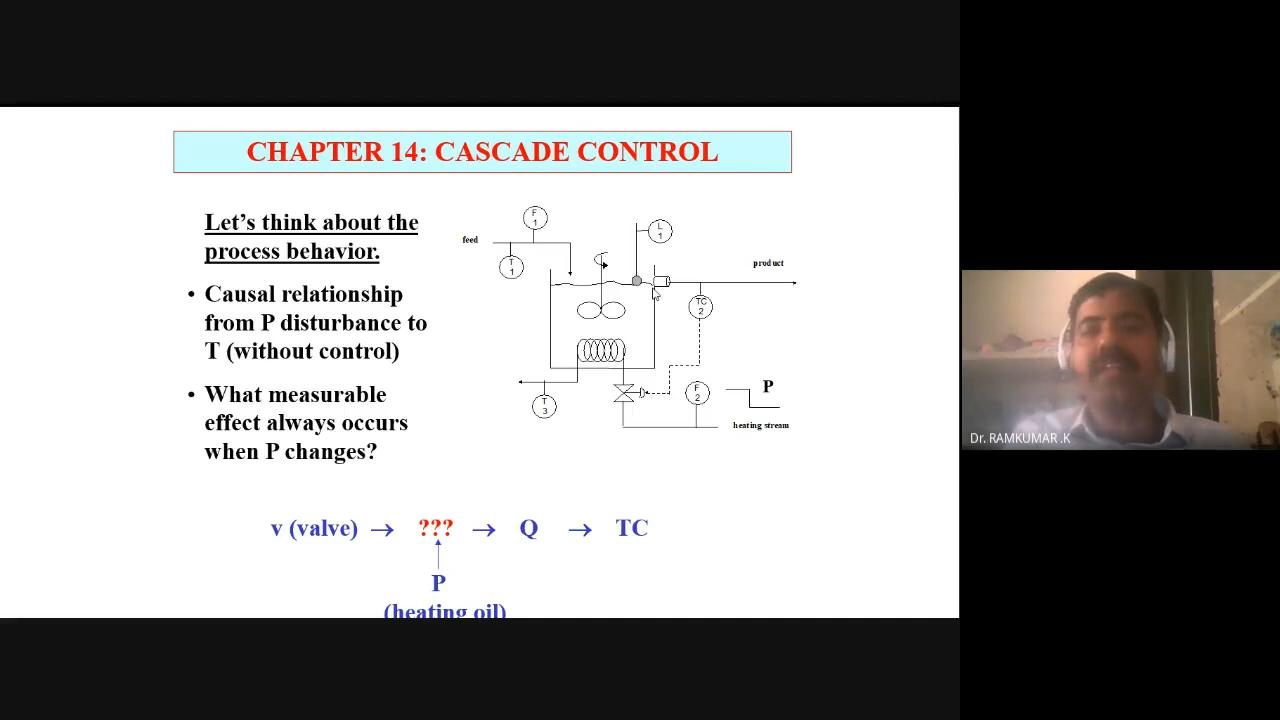 CHAPTER 14: CASCADE CONTROL
Let's think about the
process behavior.
• Causal relationship
from P disturbance to
T (without control)
• What measurable
effect always occurs
when P changes?
F
1
feed
T
1
L
1
product
TC
2
T
3
F
2
P
heating stream
v (valve) → ??? → Q → TC
P
(heating oil)
Dr. RAMKUMAR .K